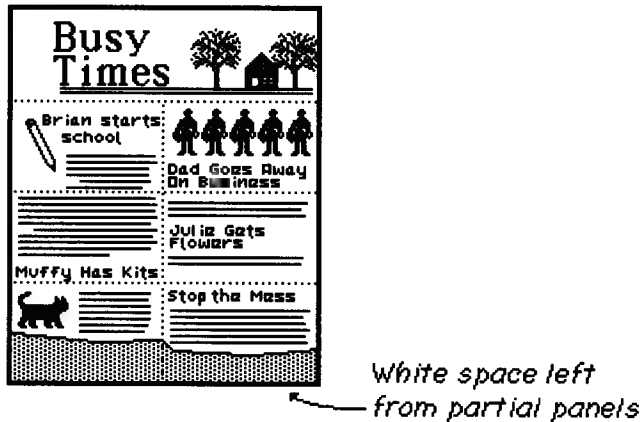 Busy
Times
Brian starts
school
Dad Goes Away
On
Julie Gets
Flowers
Muffy Has Kits
Stop the Mess
White space left
from partial panels